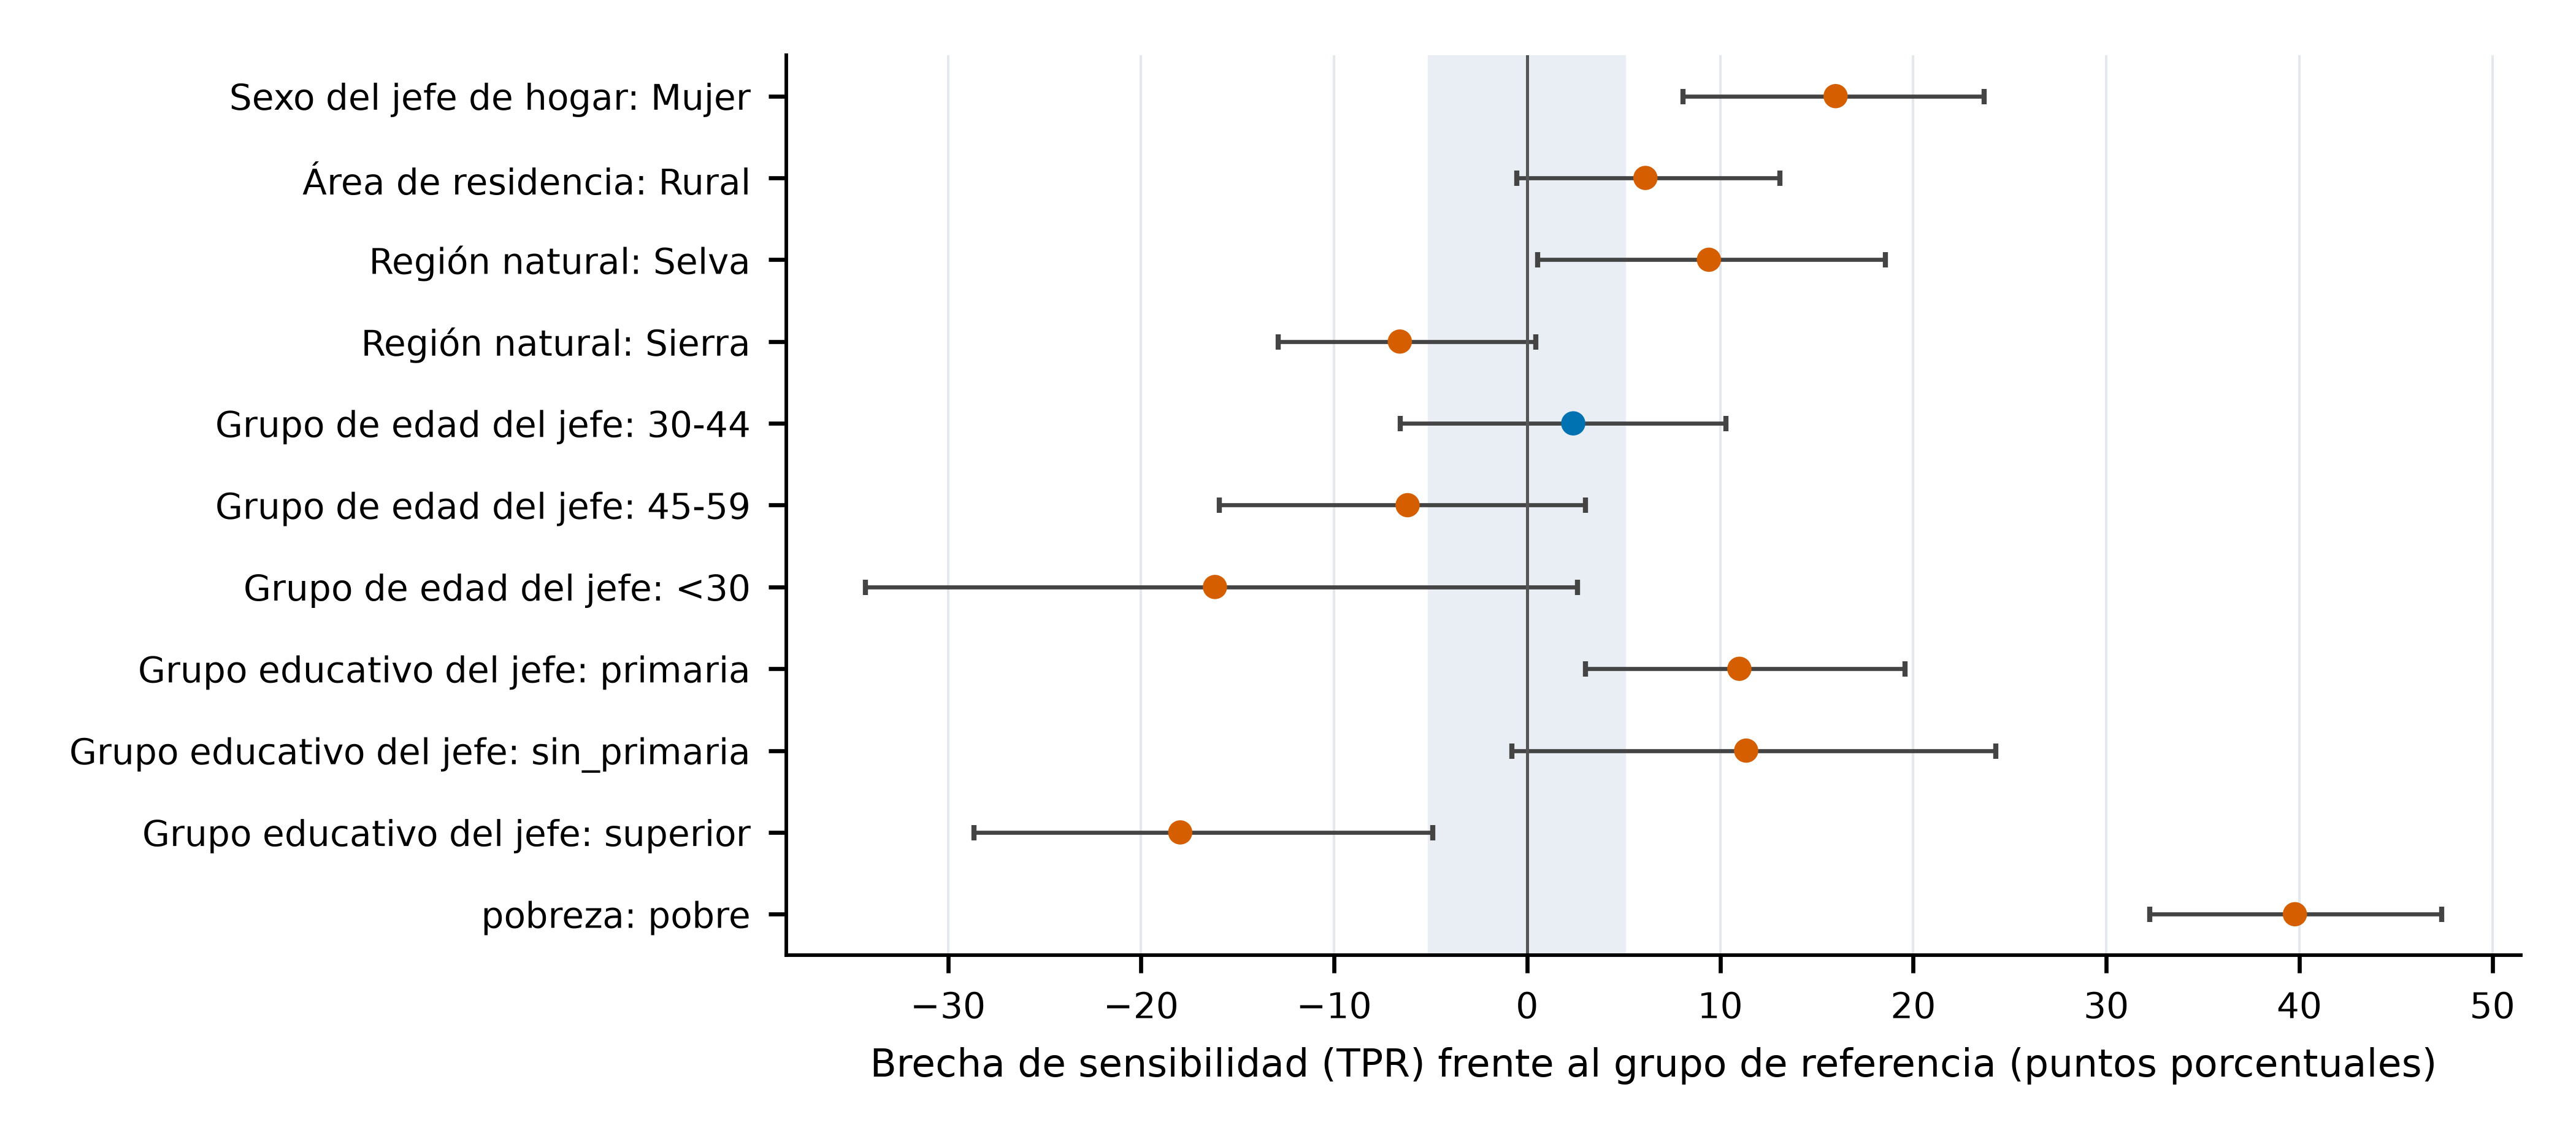 Sexo del jefe de hogar: Mujer
Área de residencia: Rural
Región natural: Selva
Región natural: Sierra
Grupo de edad del jefe: 30-44
Grupo de edad del jefe: 45-59
Grupo de edad del jefe: <30
Grupo educativo del jefe: primaria
Grupo educativo del jefe: sin_primaria
Grupo educativo del jefe: superior
pobreza: pobre
−30 −20 −10 0 10 20 30 40 50
Brecha de sensibilidad (TPR) frente al grupo de referencia (puntos porcentuales)